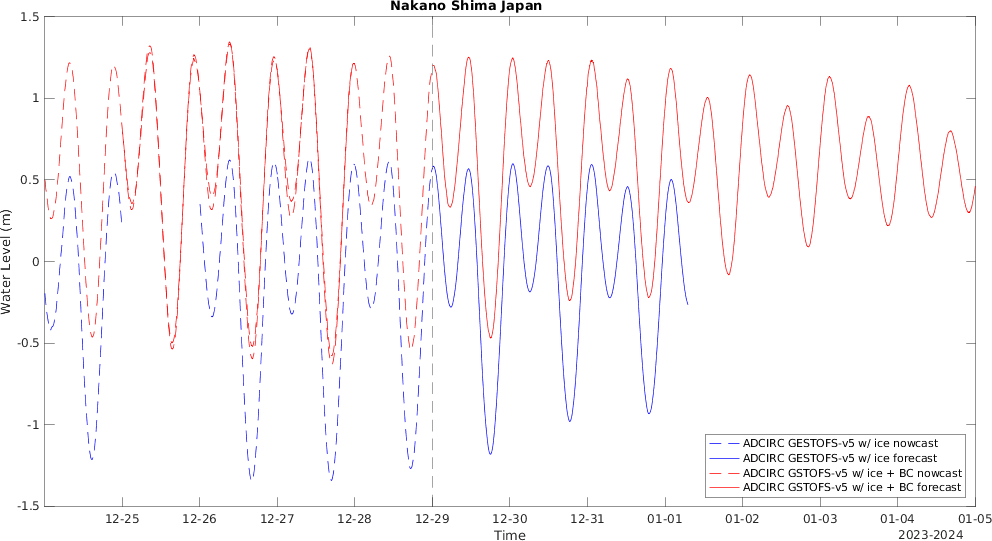 Nakano Shima Japan
1.5
1
0.5
0
-0.5
-1
-1.5
Water Level (m)
12-25 12-26 12-27 12-28 12-29 12-30 12-31 01-01 01-02 01-03 01-04 01-05
Time
2023-2024
ADCIRC GESTOFS-v5 w/ ice nowcast
ADCIRC GESTOFS-v5 w/ ice forecast
ADCIRC GSTOFS-v5 w/ ice + BC nowcast
ADCIRC GSTOFS-v5 w/ ice + BC forecast